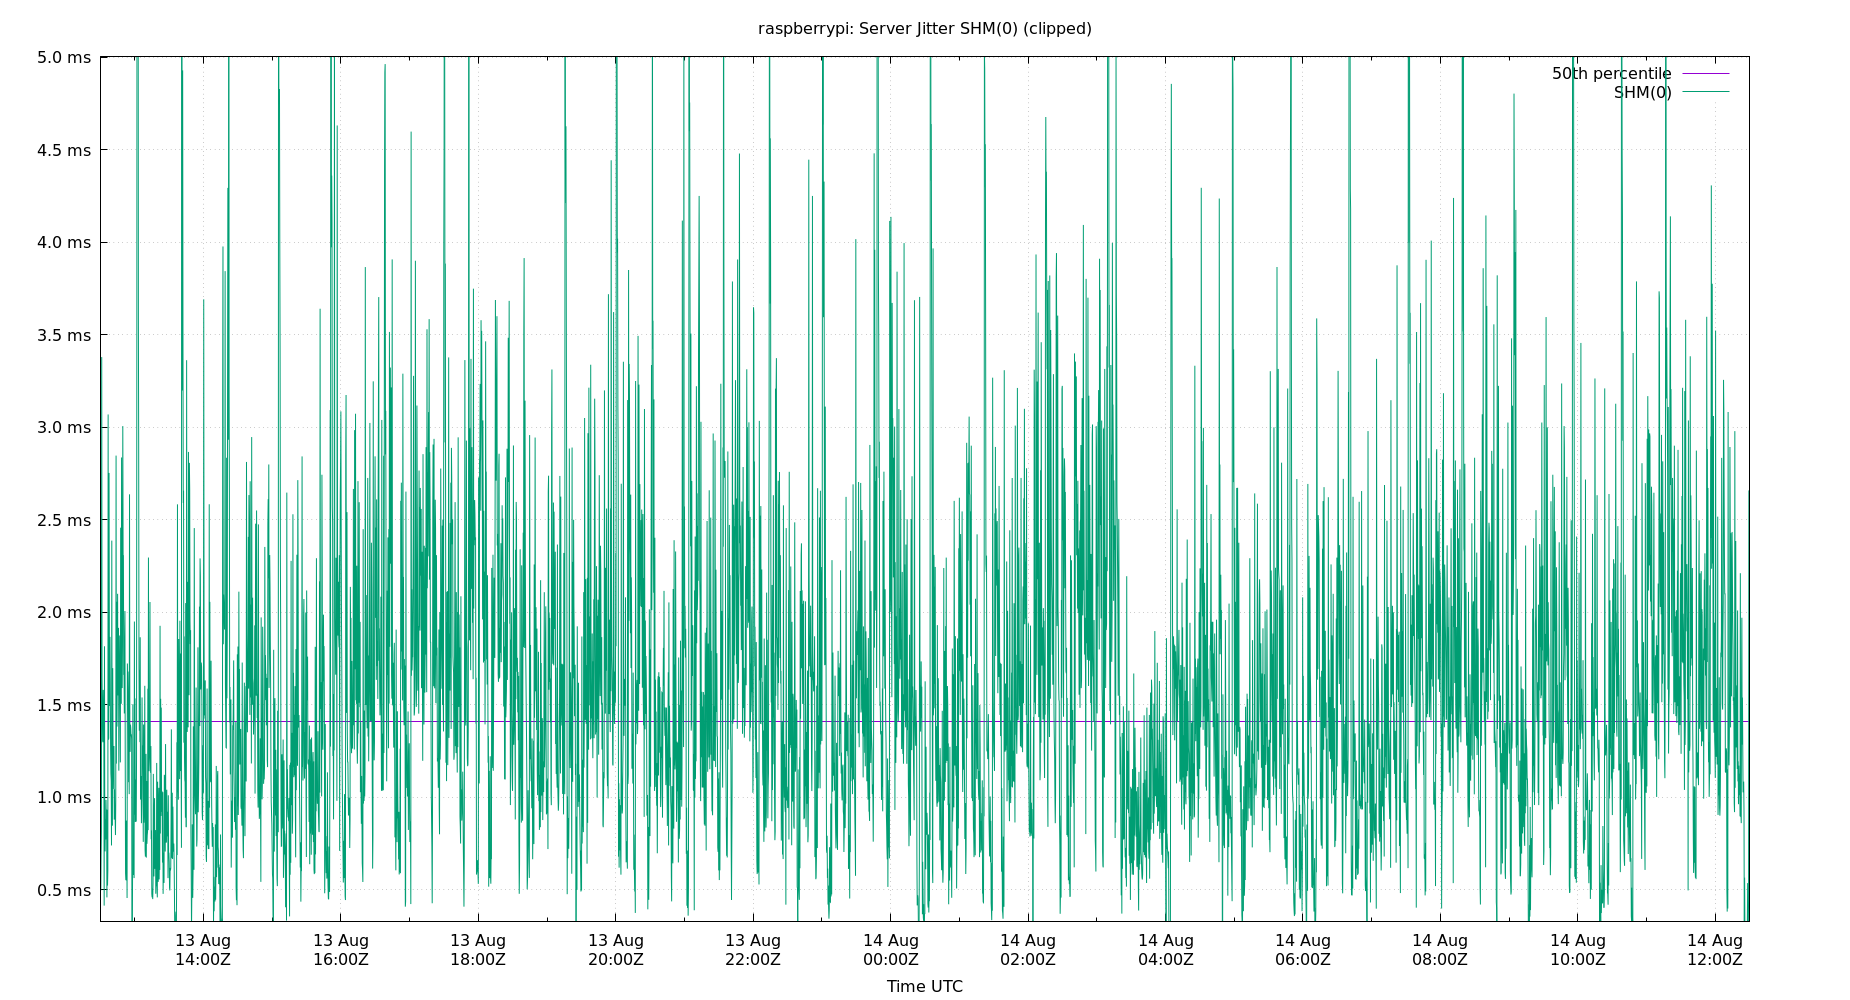 raspberrypi: Server Jitter SHM(0) (clipped)
5.0 ms
50th percentile
SHM(0)
4.5 ms
4.0 ms
3.5 ms
3.0 ms
2.5 ms
2.0 ms
1.5 ms
1.0 ms
0.5 ms
13 Aug 13 Aug 13 Aug 13 Aug 13 Aug 14 Aug 14 Aug 14 Aug 14 Aug 14 Aug 14 Aug 14 Aug
14:00Z 16:00Z 18:00Z 20:00Z 22:00Z 00:00Z 02:00Z 04:00Z 06:00Z 08:00Z 10:00Z 12:00Z
Time UTC